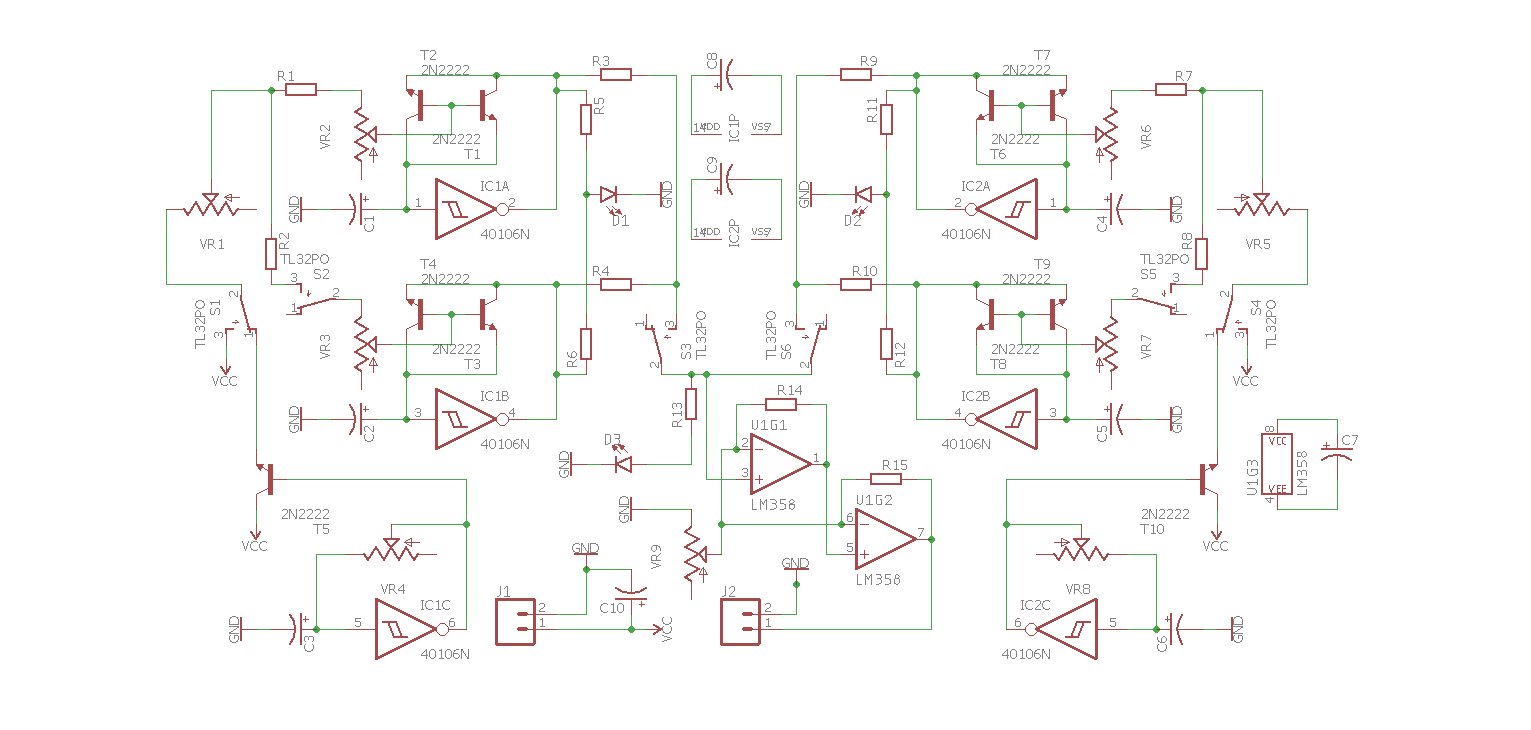 T2
2N2222
R1
R3
C8
R9
T7
2N2222
R7
VR2
R5
2N2222
T1
14
VDD
VSS
7
IC1P
R11
2N2222
T6
VR6
C9
GND
C1
1
IC1A
2
40106N
D1
GND
14
VDD
VSS
7
IC2P
GND
D2
2
IC2A
1
40106N
C4
GND
VR1
R2
TL32PO
S2
3
2
1
T4
2N2222
R4
R10
T9
2N2222
TL32PO
S5
3
2
1
R8
VR5
TL32PO
S1
2
3
1
VCC
VR3
2N2222
T3
R6
1
3
2
S3
TL32PO
TL32PO
S6
3
1
2
R12
2N2222
T8
VR7
2
1
3
S4
TL32PO
VCC
GND
C2
3
IC1B
4
40106N
R13
R14
U1G1
2
3
1
LM358
4
IC2B
3
40106N
C5
GND
D3
GND
R15
U1G2
6
5
7
LM358
U1G3
8
VCC
VEE
4
LM358
C7
2N2222
T5
VCC
GND
VR9
2N2222
T10
VCC
VR4
GND
C3
5
IC1C
6
40106N
J1
2
1
GND
C10
VCC
J2
2
1
GND
VR8
6
IC2C
5
40106N
C6
GND